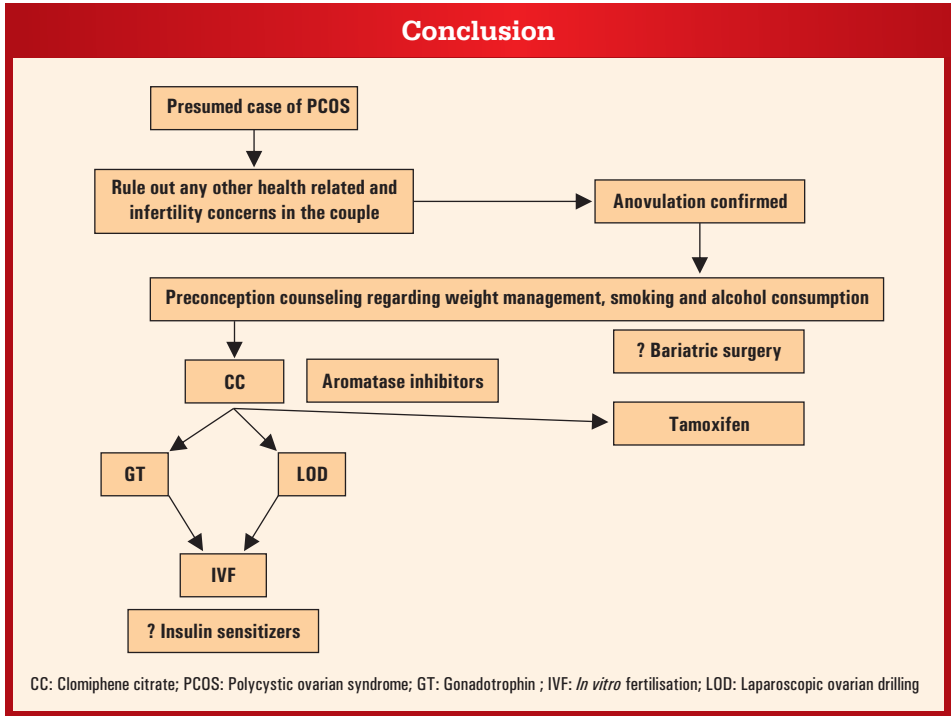 Conclusion
Presumed case of PCOS
Rule out any other health related and
infertility concerns in the couple
Anovulation confirmed
Preconception counseling regarding weight management, smoking and alcohol consumption
? Bariatric surgery
CC
Aromatase inhibitors
Tamoxifen
GT
LOD
IVF
? Insulin sensitizers
CC: Clomiphene citrate; PCOS: Polycystic ovarian syndrome; GT: Gonadotrophin ; IVF: In vitro fertilisation; LOD: Laparoscopic ovarian drilling